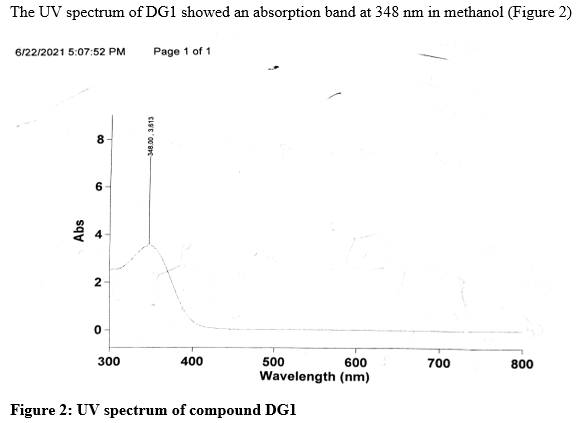 The UV spectrum of DG1 showed an absorption band at 348 nm in methanol (Figure 2)
6/22/2021 5:07:52 PM Page 1 of 1
348.00, 3.613
8
6
4
2
0
Abs
300 400 500 600 700 800
Wavelength (nm)
Figure 2: UV spectrum of compound DG1